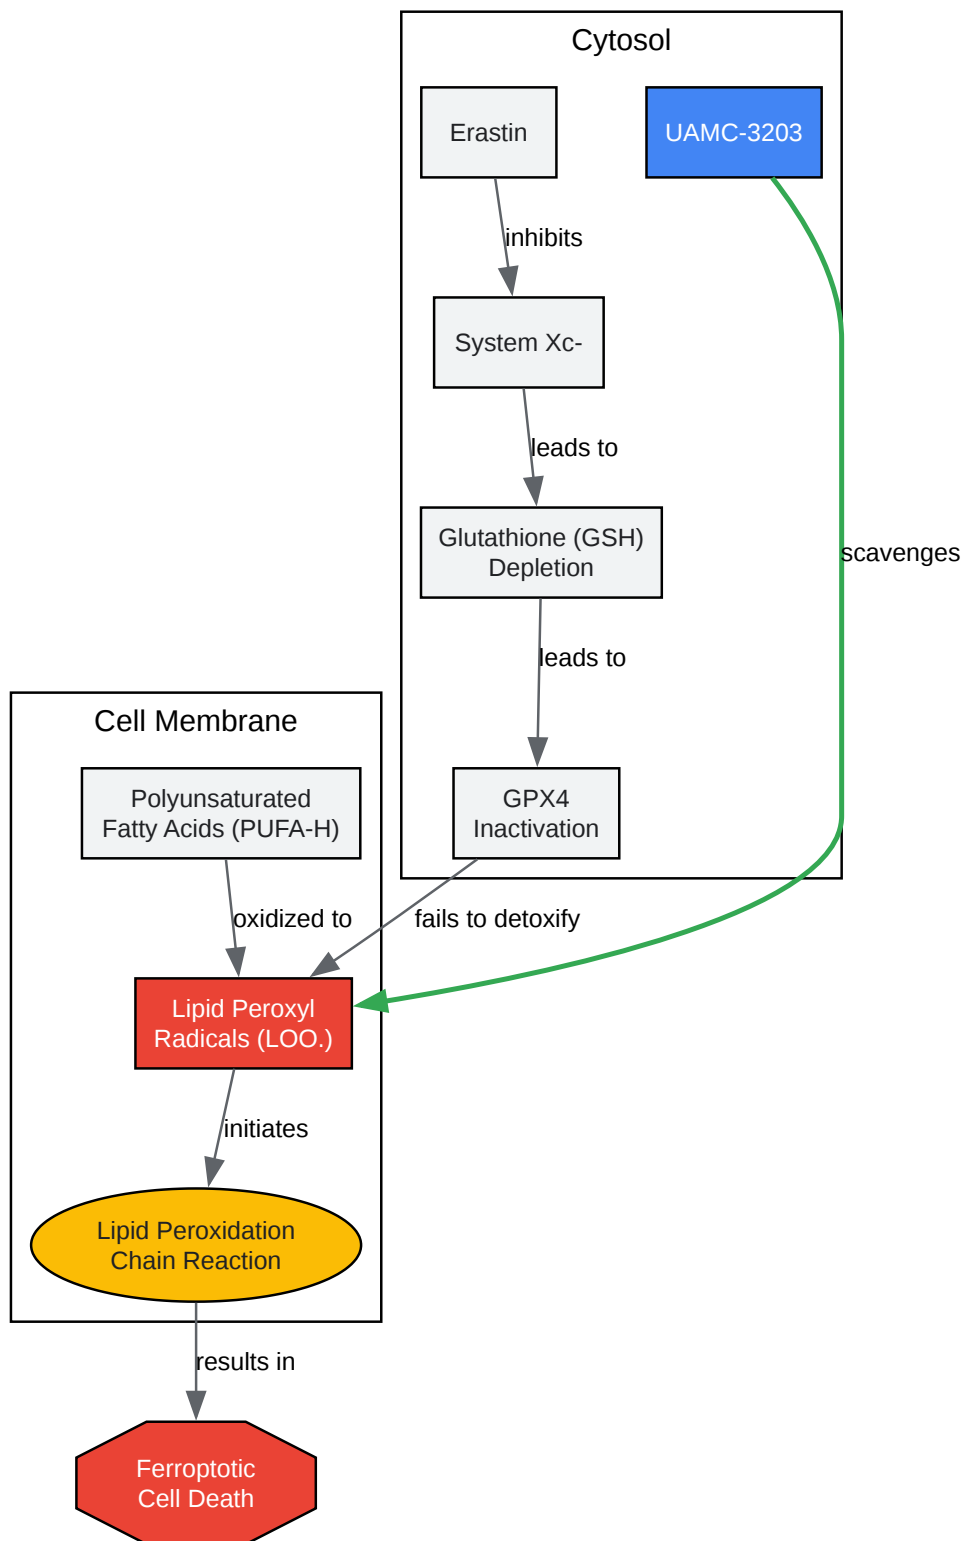 Cytosol
Erastin
UAMC-3203
inhibits
System Xc-
leads to
Glutathione (GSH)
Depletion
scavenges
leads to
Cell Membrane
Polyunsaturated
Fatty Acids (PUFA-H)
GPX4
Inactivation
oxidized to
fails to detoxify
Lipid Peroxyl
Radicals (LOO.)
initiates
Lipid Peroxidation
Chain Reaction
results in
Ferroptotic
Cell Death